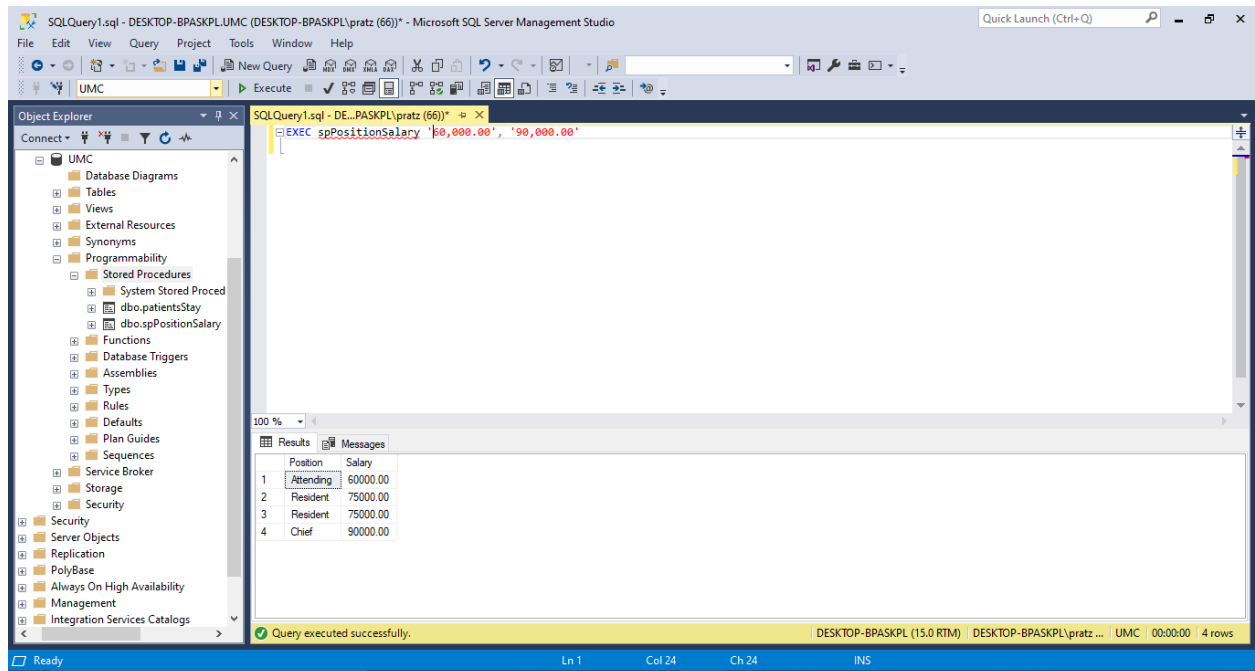 SQLQuery1.sql - DESKTOP-BPASKPL.UMC (DESKTOP-BPASKPL\pratz (66))* - Microsoft SQL Server Management Studio
Quick Launch (Ctrl+Q)
File Edit View Query Project Tools Window Help
New Query MDX DMX XMLA DAX
UMC Execute
Object Explorer
SQLQuery1.sql - DE...PASKPL\pratz (66))*
Connect
EXEC spPositionSalary '60,000.00', '90,000.00'
UMC
Database Diagrams
Tables
Views
External Resources
Synonyms
Programmability
Stored Procedures
System Stored Proced
dbo.patientsStay
dbo.spPositionSalary
Functions
Database Triggers
Assemblies
Types
Rules
Defaults
Plan Guides
Sequences
Service Broker
Storage
Security
Security
Server Objects
Replication
PolyBase
Always On High Availability
Management
Integration Services Catalogs
100 %
Results Messages
Position Salary
1 Attending 60000.00
2 Resident 75000.00
3 Resident 75000.00
4 Chief 90000.00
Query executed successfully.
DESKTOP-BPASKPL (15.0 RTM) DESKTOP-BPASKPL\pratz ... UMC 00:00:00 4 rows
Ready Ln 1 Col 24 Ch 24 INS